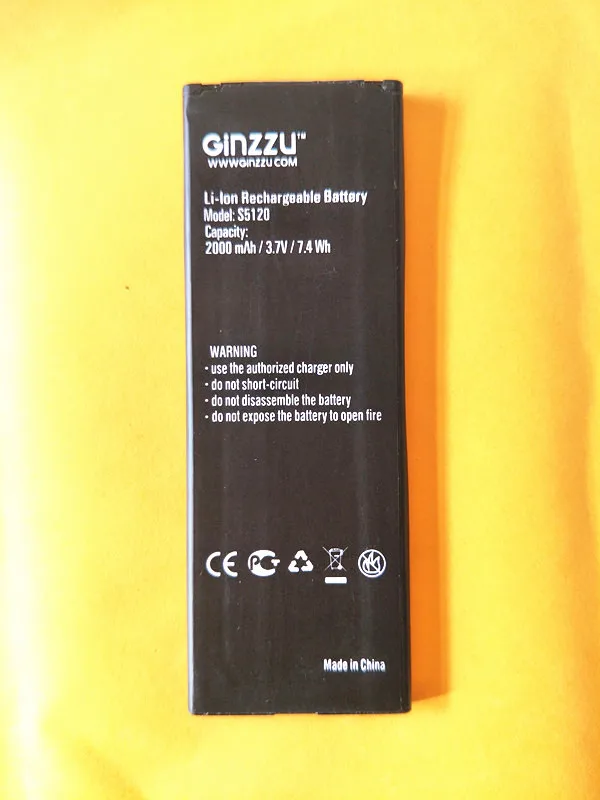 GINZZU™
WWW.GINZZU.COM
Li-Ion Rechargeable Battery
Model: S5120
Capacity:
2000 mAh / 3.7V / 7.4 Wh
WARNING
· use the authorized charger only
· do not short-circuit
· do not disassemble the battery
· do not expose the battery to open fire
CE
Made in China